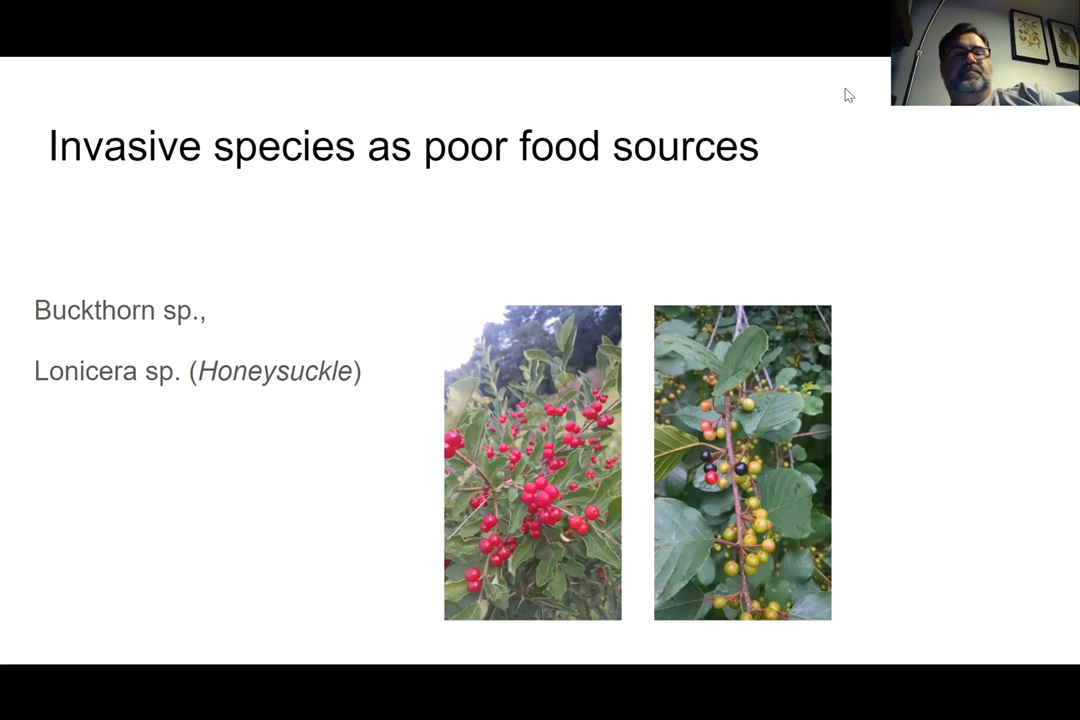 Invasive species as poor food sources
Buckthorn sp.,
Lonicera sp. (Honeysuckle)